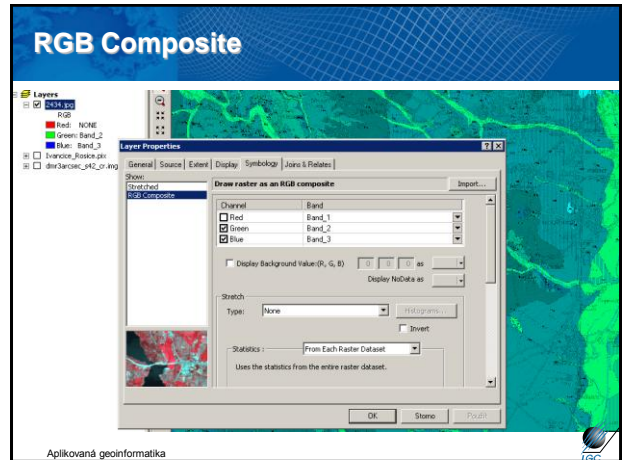 RGB Composite
Layers
2434.jpg
RGB
Red: NONE
Green: Band_2
Blue: Band_3
Ivancice_Rosice.pix
dmr3arcsec_s42_cr.img
Layer Properties
General Source Extent Display Symbology Joins & Relates
Show:
Stretched
RGB Composite
Draw raster as an RGB composite
Import...
Channel Band
Red Band_1
Green Band_2
Blue Band_3
Display Background Value:(R, G, B) 0 0 0 as
Display NoData as
Stretch
Type: None Histograms...
Invert
Statistics : From Each Raster Dataset
Uses the statistics from the entire raster dataset.
OK Storno Použít
Aplikovaná geoinformatika
LGC